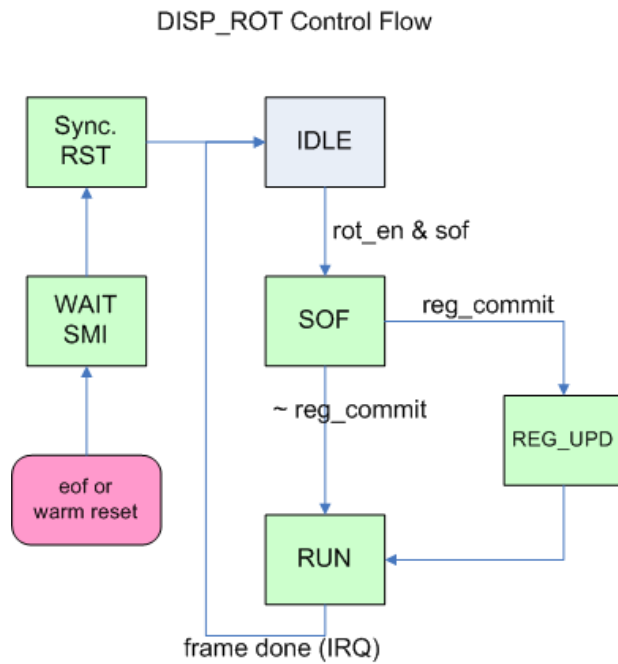 DISP_ROT Control Flow
Sync.
RST
IDLE
rot_en & sof
WAIT
SMI
SOF
reg_commit
~ reg_commit
REG_UPD
eof or
warm reset
RUN
frame done (IRQ)